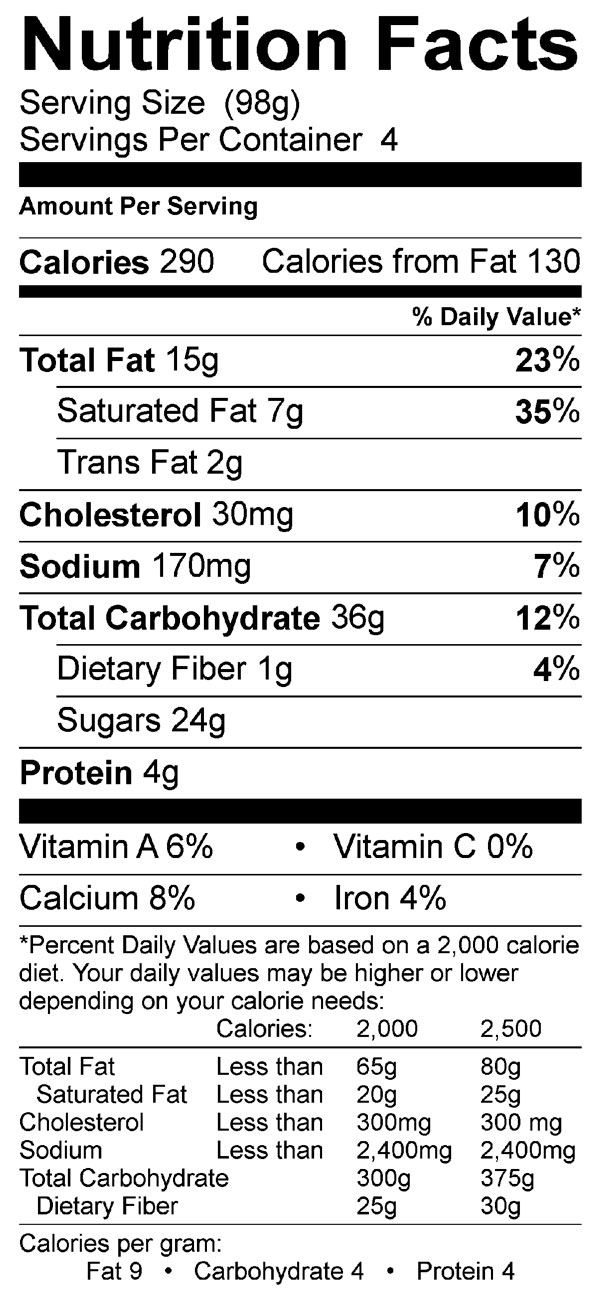 Nutrition Facts
Serving Size (98g)
Servings Per Container 4
Amount Per Serving
Calories 290 Calories from Fat 130
% Daily Value*
Total Fat 15g 23%
Saturated Fat 7g 35%
Trans Fat 2g
Cholesterol 30mg 10%
Sodium 170mg 7%
Total Carbohydrate 36g 12%
Dietary Fiber 1g 4%
Sugars 24g
Protein 4g
Vitamin A 6% • Vitamin C 0%
Calcium 8% • Iron 4%
*Percent Daily Values are based on a 2,000 calorie
diet. Your daily values may be higher or lower
depending on your calorie needs:
Calories: 2,000 2,500
Total Fat Less than 65g 80g
Saturated Fat Less than 20g 25g
Cholesterol Less than 300mg 300 mg
Sodium Less than 2,400mg 2,400mg
Total Carbohydrate 300g 375g
Dietary Fiber 25g 30g
Calories per gram:
Fat 9 • Carbohydrate 4 • Protein 4